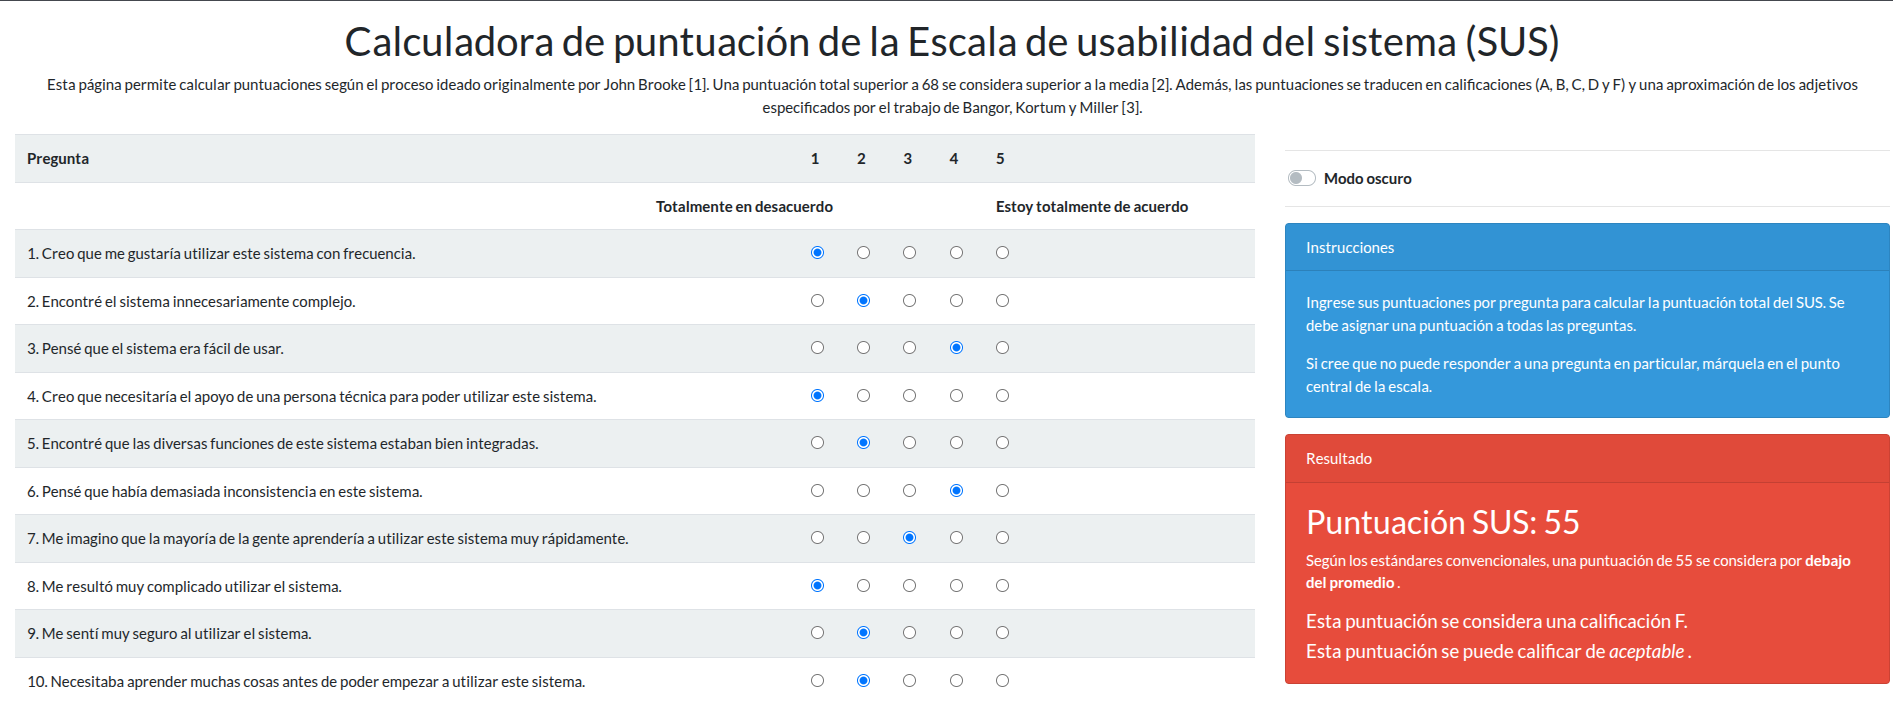 Calculadora de puntuación de la Escala de usabilidad del sistema (SUS)
Esta página permite calcular puntuaciones según el proceso ideado originalmente por John Brooke [1]. Una puntuación total superior a 68 se considera superior a la media [2]. Además, las puntuaciones se traducen en calificaciones (A, B, C, D y F) y una aproximación de los adjetivos
especificados por el trabajo de Bangor, Kortum y Miller [3].
Pregunta 1 2 3 4 5
Totalmente en desacuerdo Estoy totalmente de acuerdo
1. Creo que me gustaría utilizar este sistema con frecuencia.
2. Encontré el sistema innecesariamente complejo.
3. Pensé que el sistema era fácil de usar.
4. Creo que necesitaría el apoyo de una persona técnica para poder utilizar este sistema.
5. Encontré que las diversas funciones de este sistema estaban bien integradas.
6. Pensé que había demasiada inconsistencia en este sistema.
7. Me imagino que la mayoría de la gente aprendería a utilizar este sistema muy rápidamente.
8. Me resultó muy complicado utilizar el sistema.
9. Me sentí muy seguro al utilizar el sistema.
10. Necesitaba aprender muchas cosas antes de poder empezar a utilizar este sistema.
Modo oscuro
Instrucciones
Ingrese sus puntuaciones por pregunta para calcular la puntuación total del SUS. Se
debe asignar una puntuación a todas las preguntas.
Si cree que no puede responder a una pregunta en particular, márquela en el punto
central de la escala.
Resultado
Puntuación SUS: 55
Según los estándares convencionales, una puntuación de 55 se considera por debajo
del promedio .
Esta puntuación se considera una calificación F.
Esta puntuación se puede calificar de aceptable .